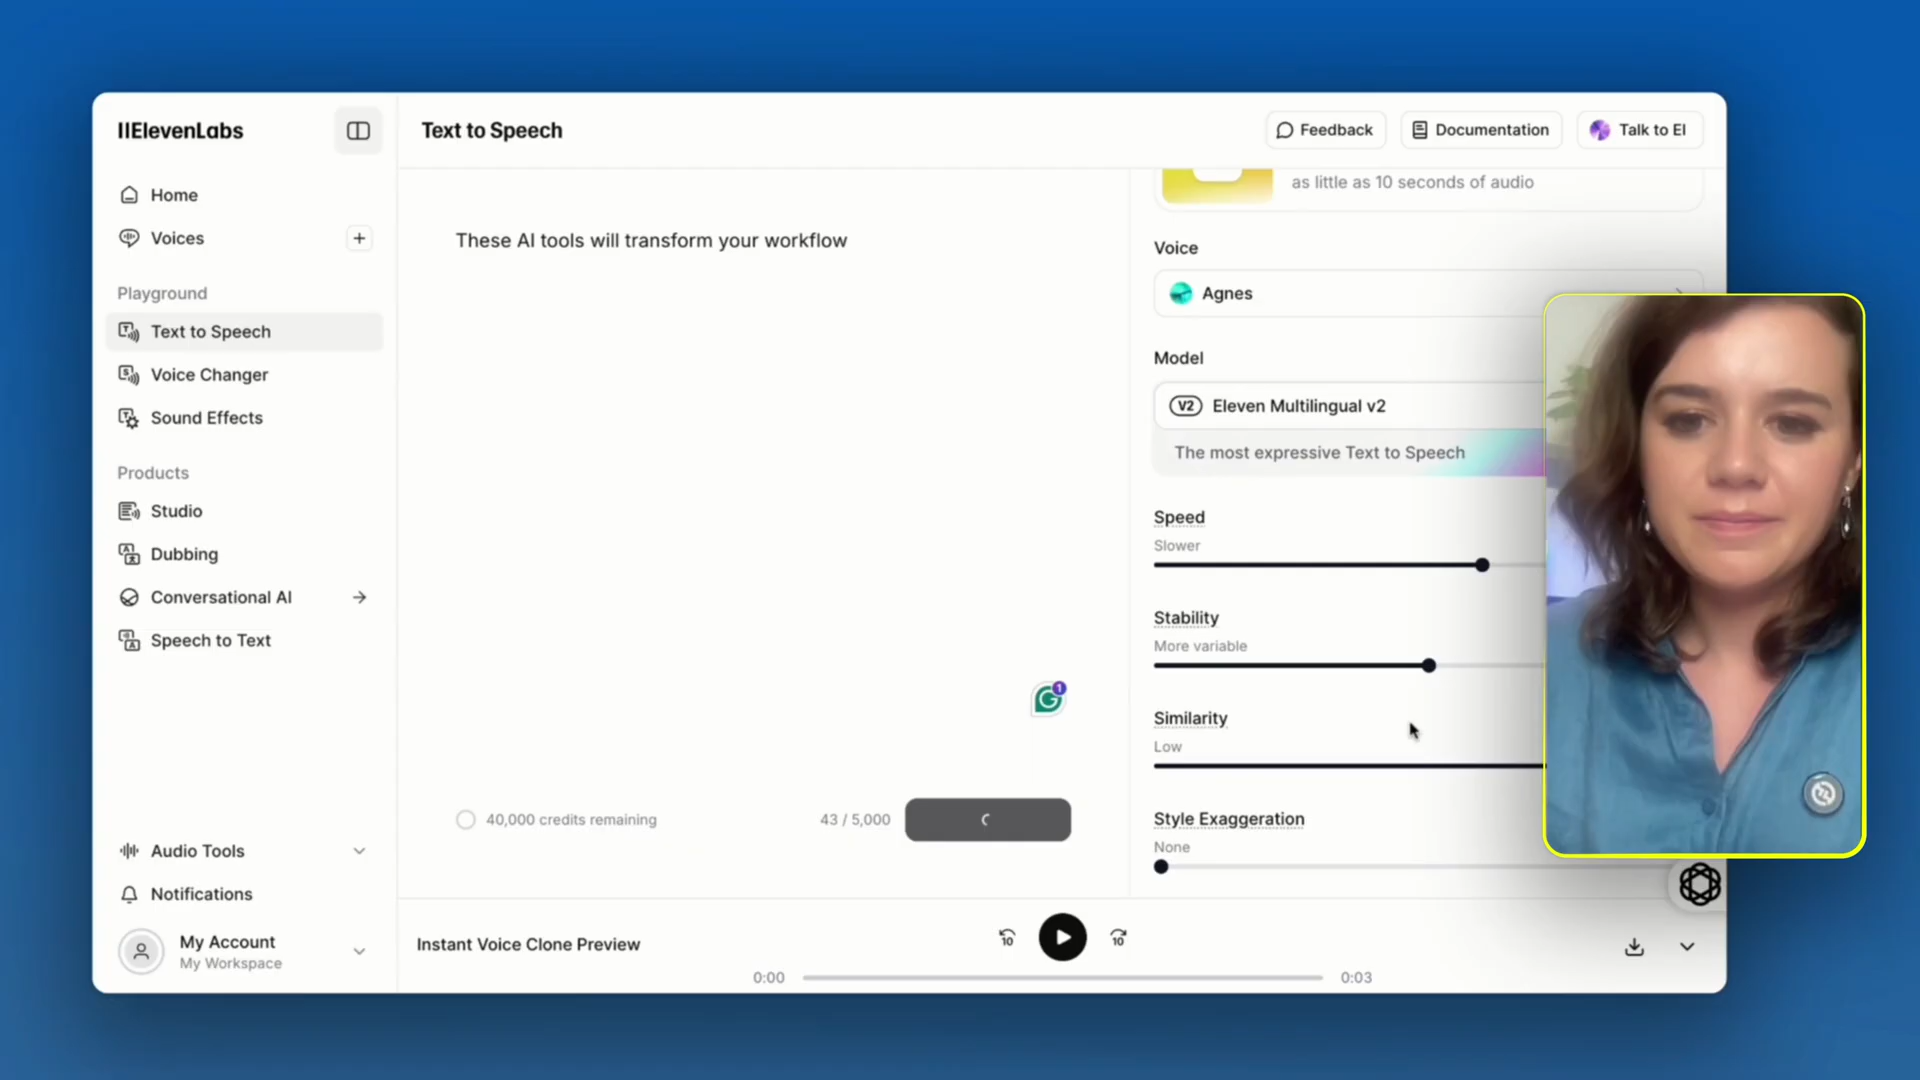 IIElevenLabs
Text to Speech
Feedback
Documentation
Talk to El
Home
Voices
Playground
Text to Speech
Voice Changer
Sound Effects
Products
Studio
Dubbing
Conversational AI
Speech to Text
Audio Tools
Notifications
My Account
My Workspace
These AI tools will transform your workflow
1
40,000 credits remaining
43 / 5,000
as little as 10 seconds of audio
Voice
Agnes
Model
V2 Eleven Multilingual v2
The most expressive Text to Speech
Speed
Slower
Stability
More variable
Similarity
Low
Style Exaggeration
None
Instant Voice Clone Preview
10
10
0:00
0:03